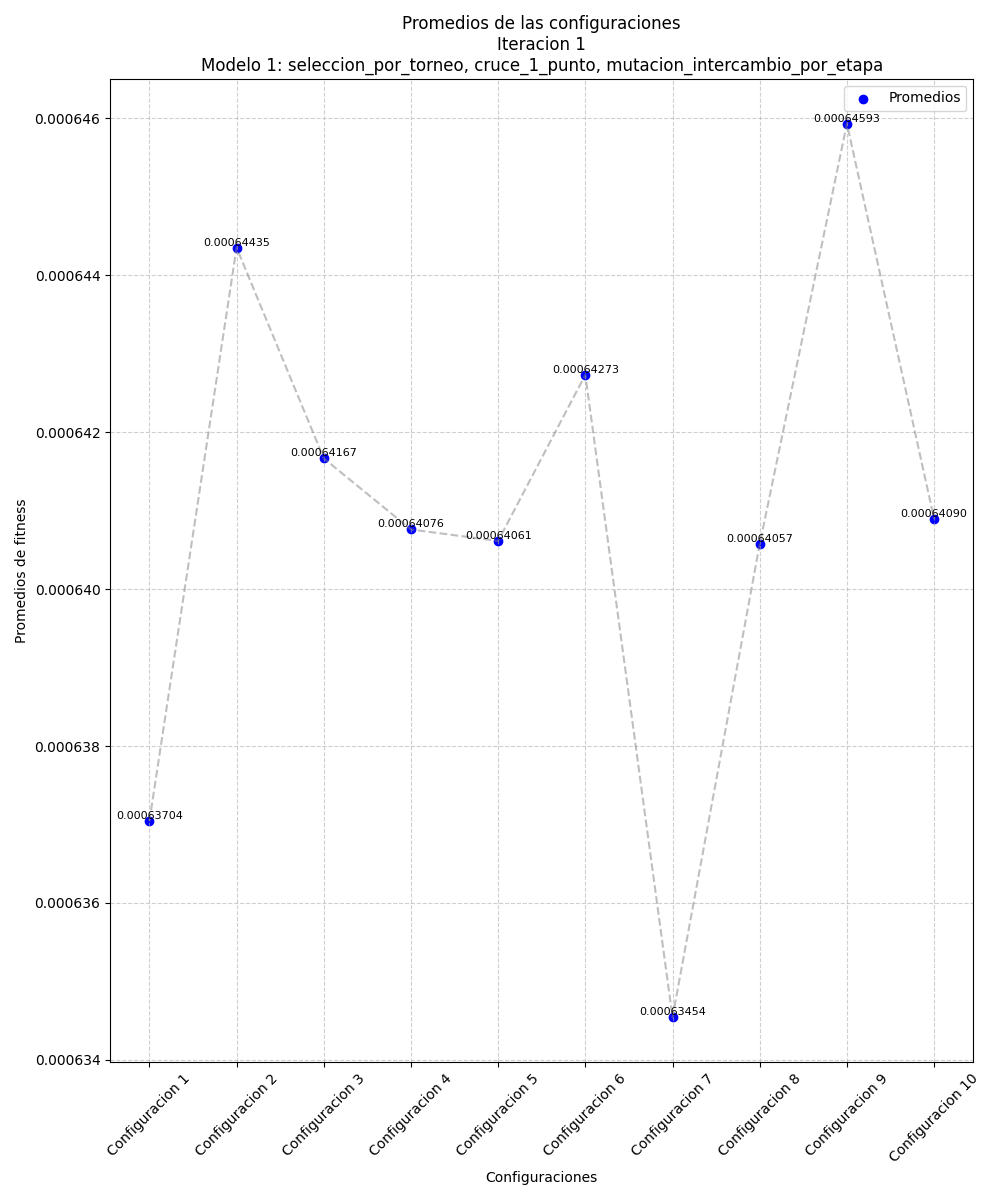 Promedios de las configuraciones
Iteracion 1
Modelo 1: seleccion_por_torneo, cruce_1_punto, mutacion_intercambio_por_etapa
Promedios
0.000646
0.000644
0.000642
0.000640
0.000638
0.000636
0.000634
Promedios de fitness
0.00063704
0.00064435
0.00064167
0.00064076
0.00064061
0.00064273
0.00063454
0.00064057
0.00064593
0.00064090
Configuracion 1
Configuracion 2
Configuracion 3
Configuracion 4
Configuracion 5
Configuracion 6
Configuracion 7
Configuracion 8
Configuracion 9
Configuracion 10
Configuraciones